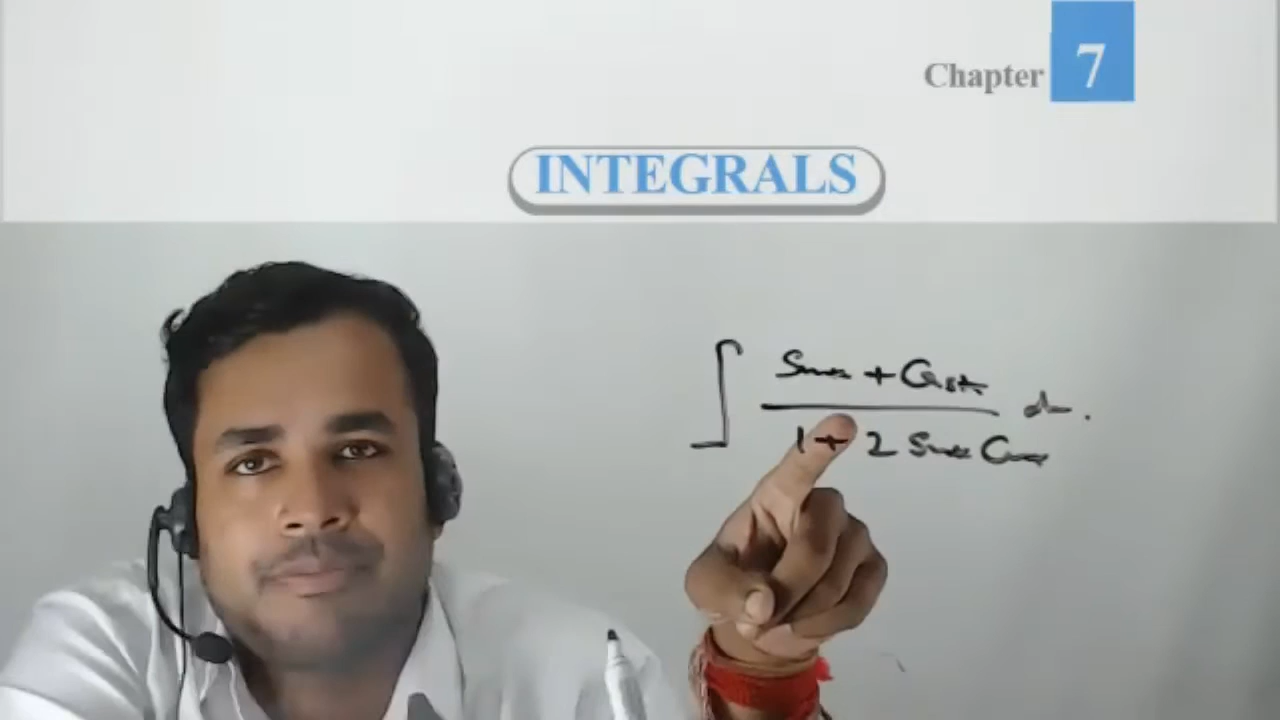 Chapter 7
INTEGRALS
∫ Sinx + Cosx / 1 + 2 Sinx Cosx dx.